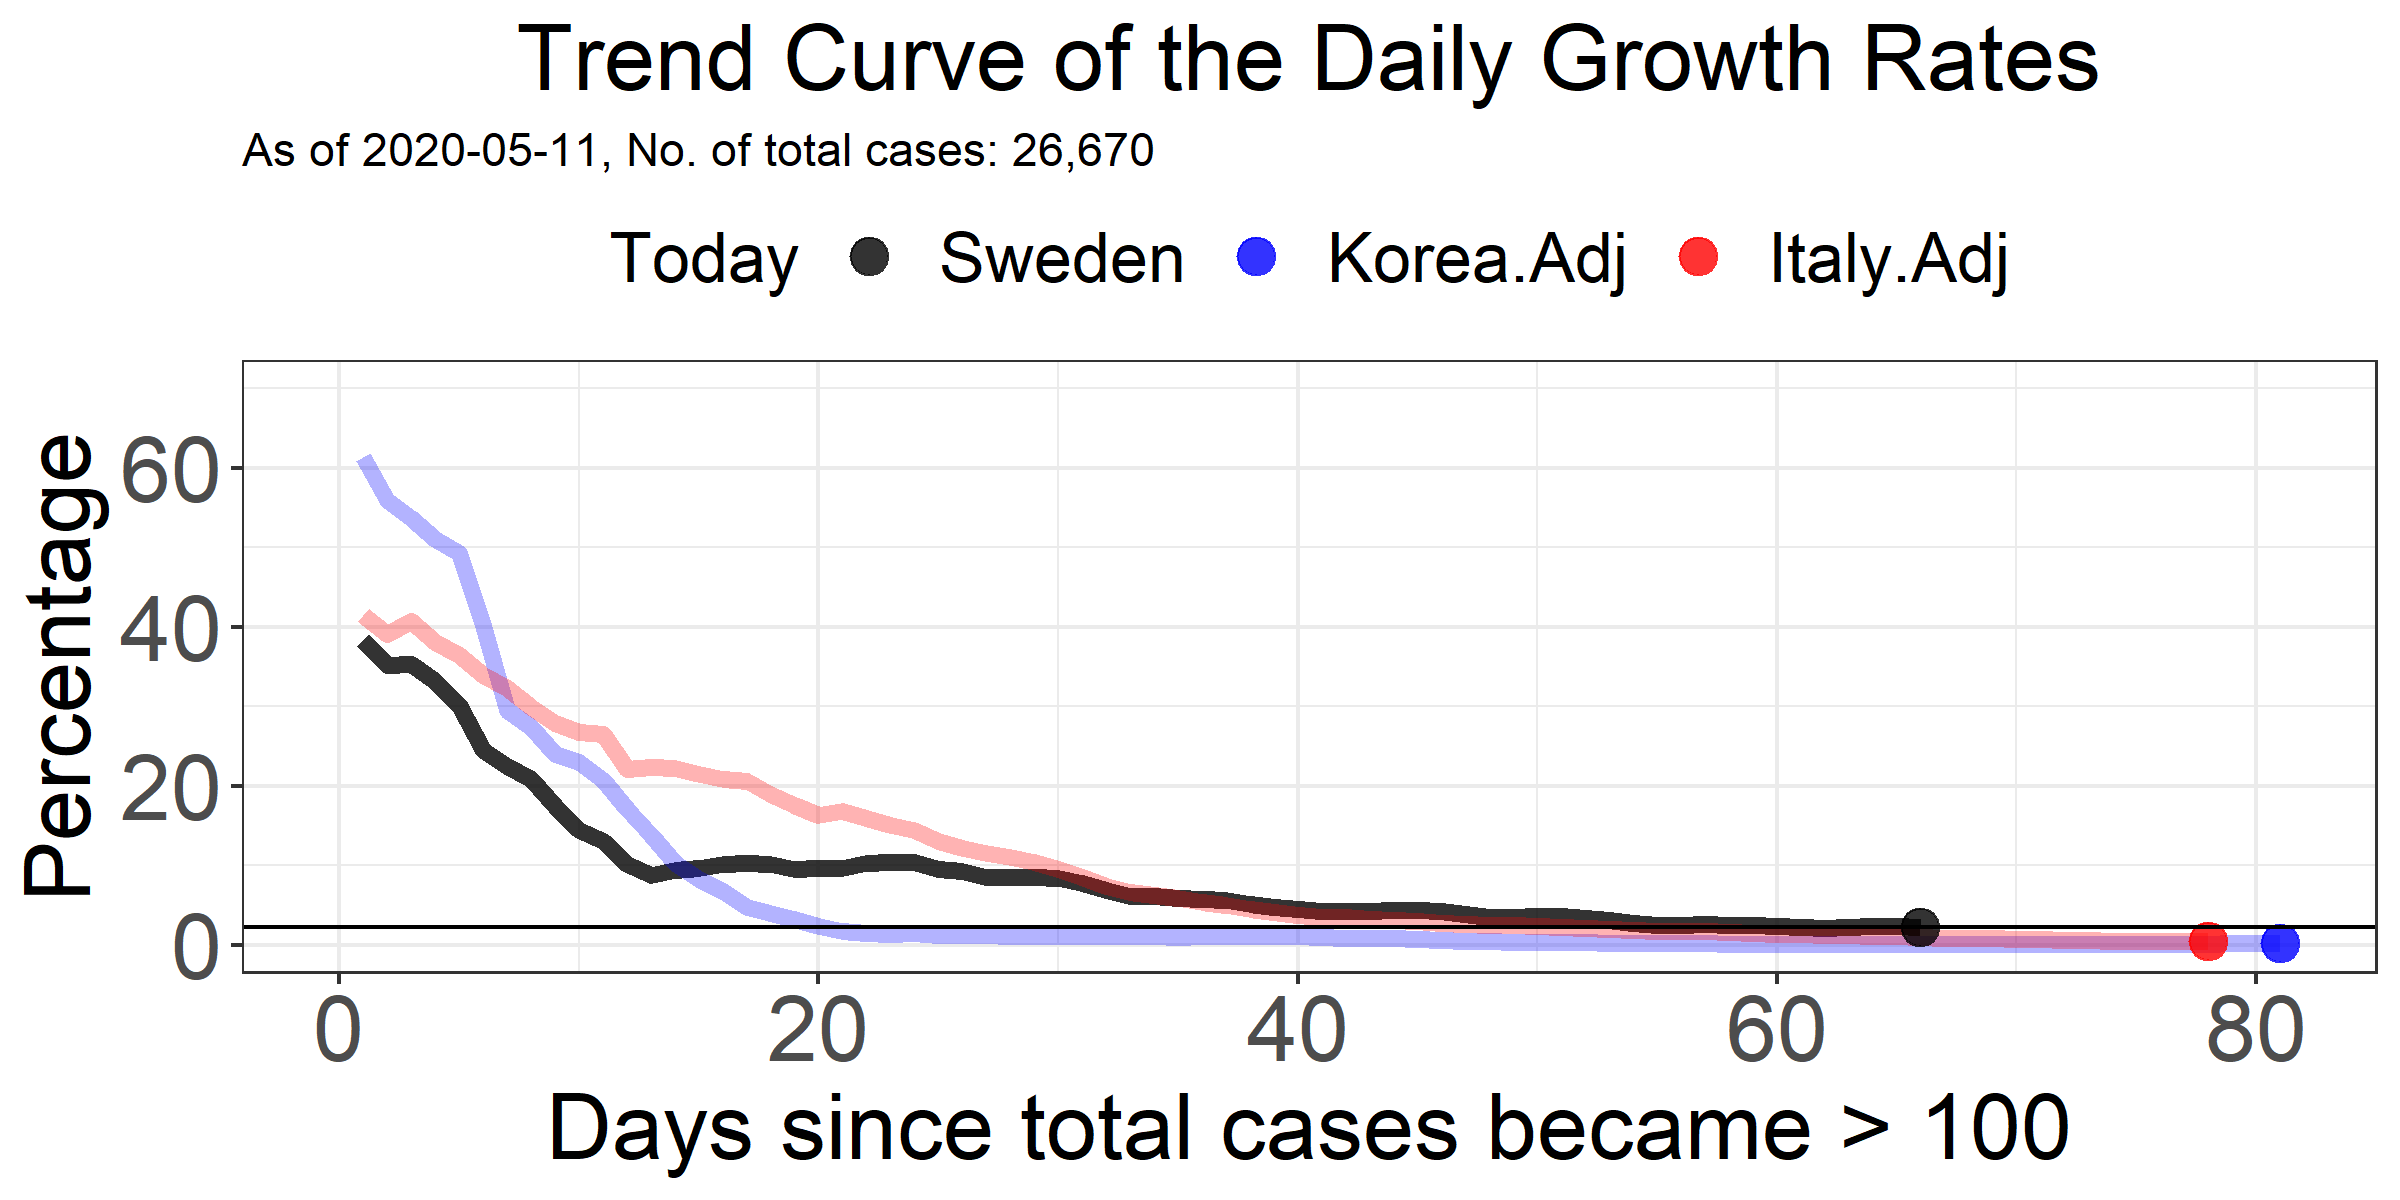 Trend Curve of the Daily Growth Rates
As of 2020-05-11, No. of total cases: 26,670
Today Sweden Korea.Adj Italy.Adj
Percentage
60
40
20
0
0 20 40 60 80
Days since total cases became > 100